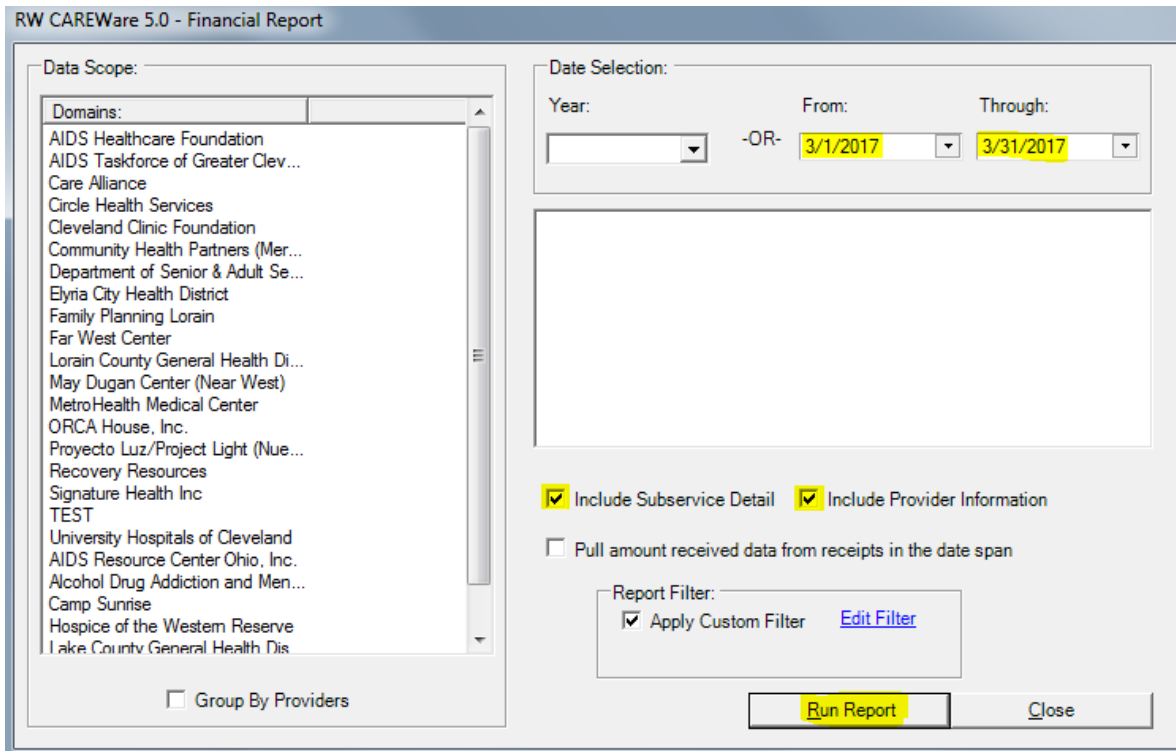 RW CAREWare 5.0 - Financial Report
Data Scope:
Domains:
AIDS Healthcare Foundation
AIDS Taskforce of Greater Clev...
Care Alliance
Circle Health Services
Cleveland Clinic Foundation
Community Health Partners (Mer...
Department of Senior & Adult Se...
Elyria City Health District
Family Planning Lorain
Far West Center
Lorain County General Health Di...
May Dugan Center (Near West)
MetroHealth Medical Center
ORCA House, Inc.
Proyecto Luz/Project Light (Nue...
Recovery Resources
Signature Health Inc
TEST
University Hospitals of Cleveland
AIDS Resource Center Ohio, Inc.
Alcohol Drug Addiction and Men...
Camp Sunrise
Hospice of the Western Reserve
Lake County General Health Dis
Group By Providers
Date Selection:
Year: From: Through:
-OR- 3/1/2017 3/31/2017
Include Subservice Detail Include Provider Information
Pull amount received data from receipts in the date span
Report Filter:
Apply Custom Filter Edit Filter
Run Report Close